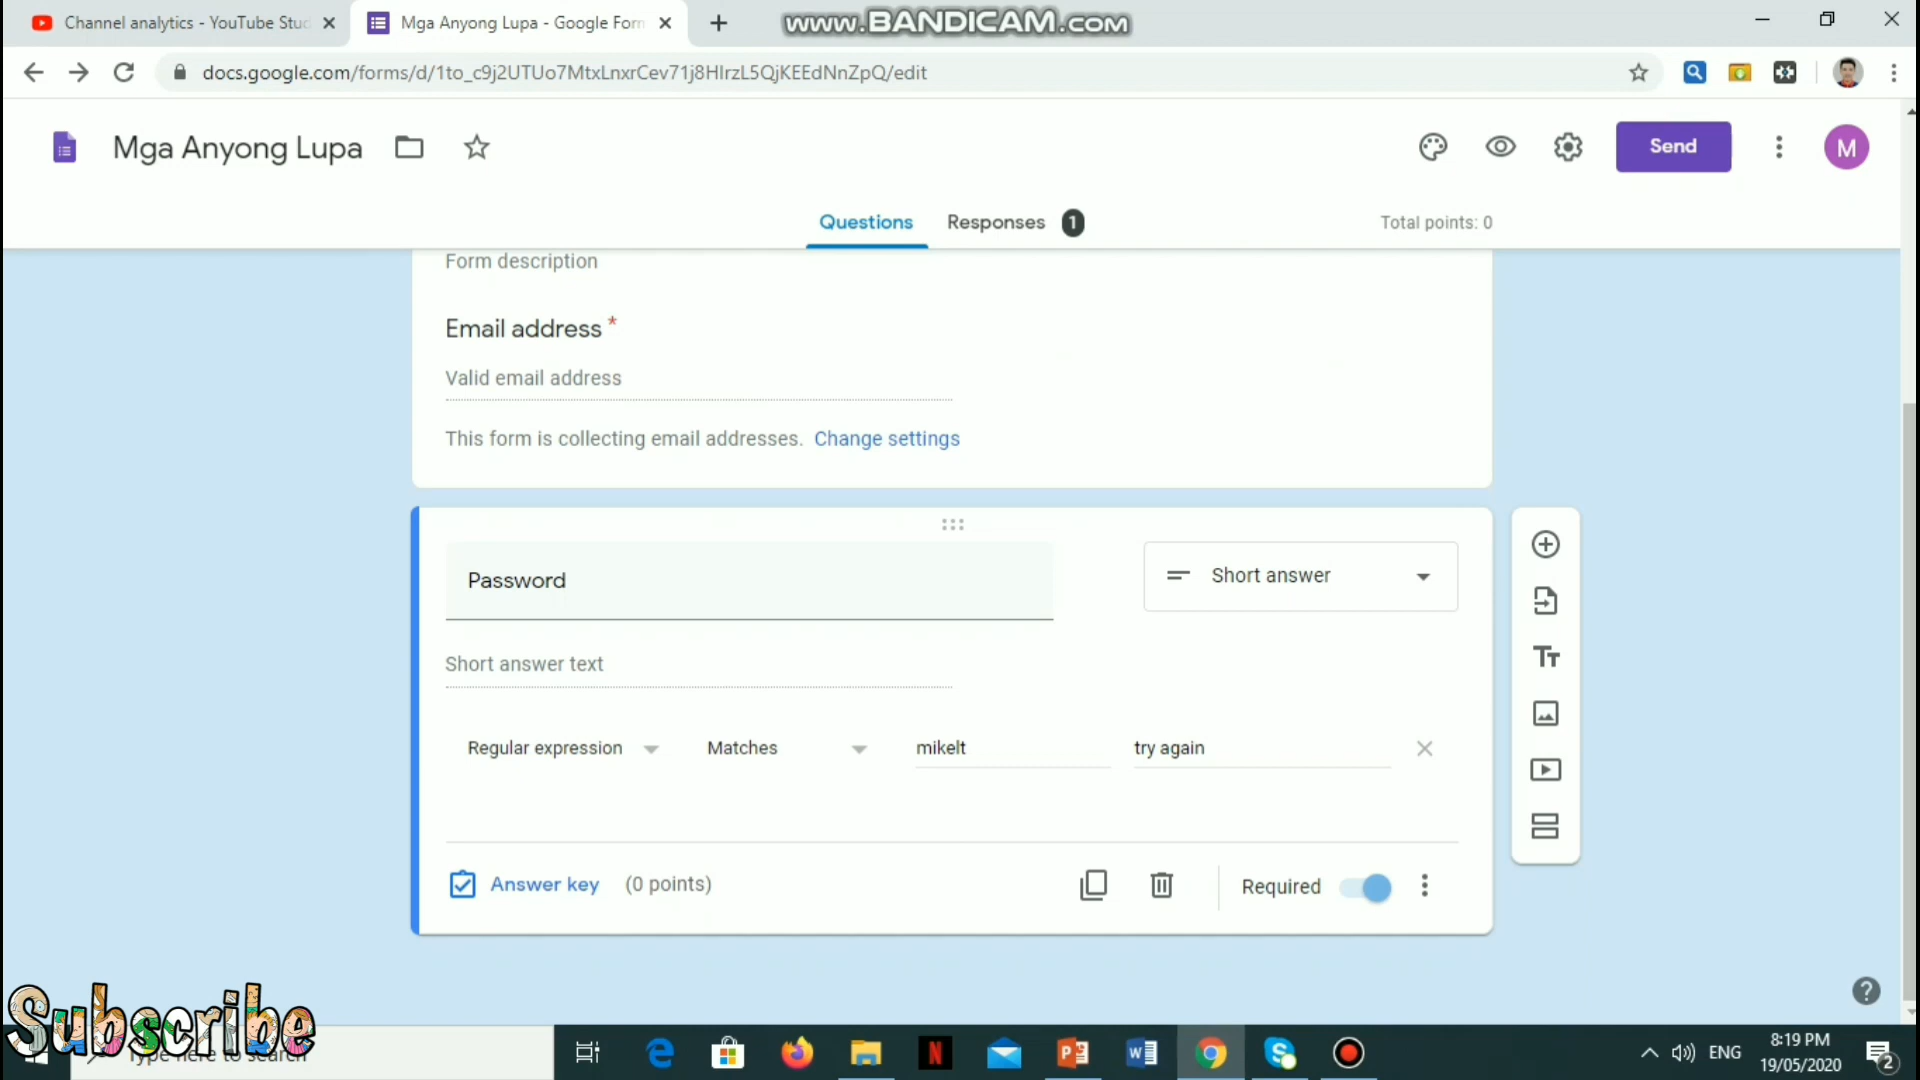 Channel analytics - YouTube Stud
Mga Anyong Lupa - Google Form
www.BANDICAM.com
docs.google.com/forms/d/1to_c9j2UTUo7MtxLnxrCev71j8HIrzL5QjKEEdNnZpQ/edit
Mga Anyong Lupa
Send
M
Questions
Responses 1
Total points: 0
Form description
Email address *
Valid email address
This form is collecting email addresses. Change settings
Password
Short answer
Short answer text
Regular expression
Matches
mikelt
try again
Answer key (0 points)
Required
Subscribe
Type here to search
ENG
8:19 PM
19/05/2020
2